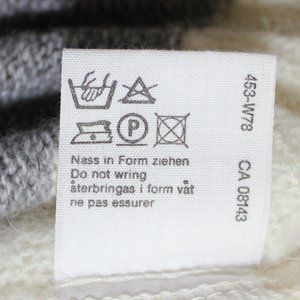 P
Nass in Form ziehen
Do not wring
återbringas i form våt
ne pas essurer
453-W78
CA 08143